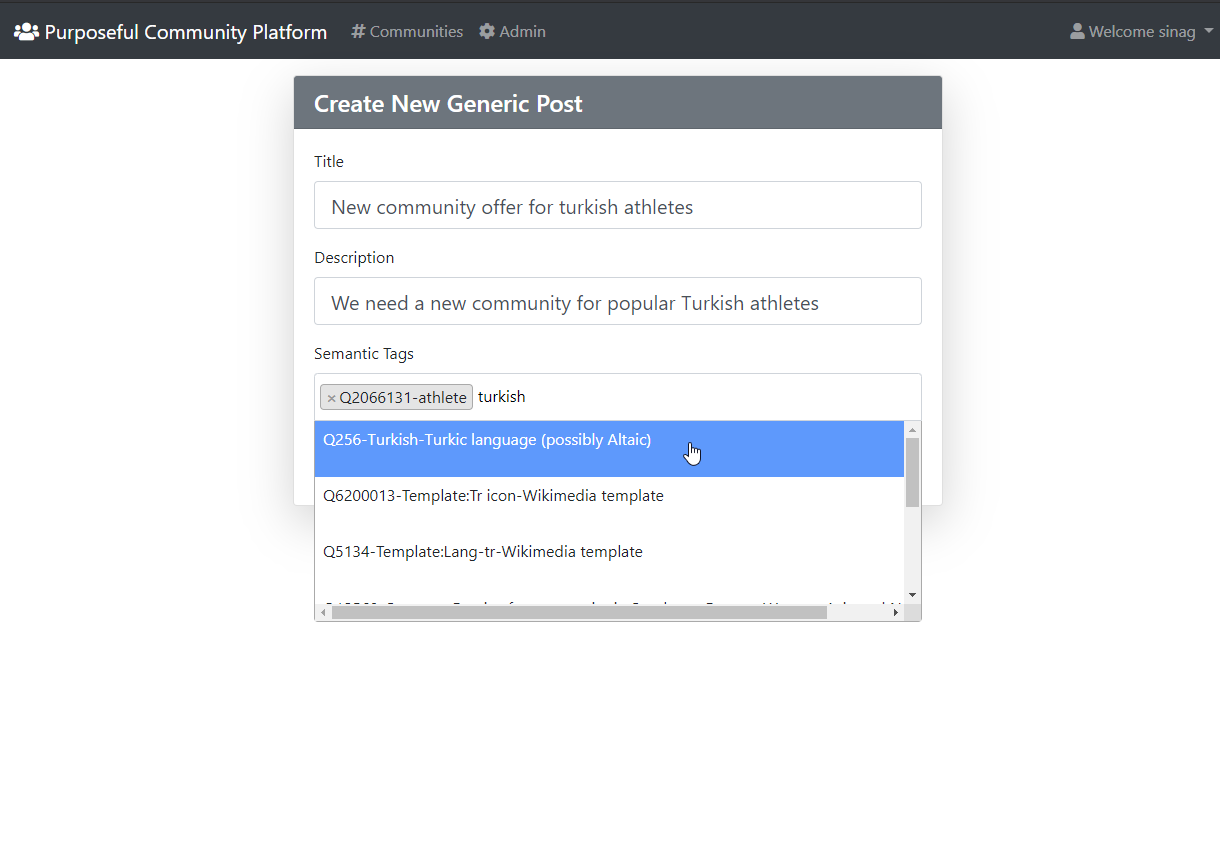 Purposeful Community Platform # Communities Admin Welcome sinag
Create New Generic Post
Title
New community offer for turkish athletes
Description
We need a new community for popular Turkish athletes
Semantic Tags
×Q2066131-athlete turkish
Q256-Turkish-Turkic language (possibly Altaic)
Q6200013-Template:Tr icon-Wikimedia template
Q5134-Template:Lang-tr-Wikimedia template